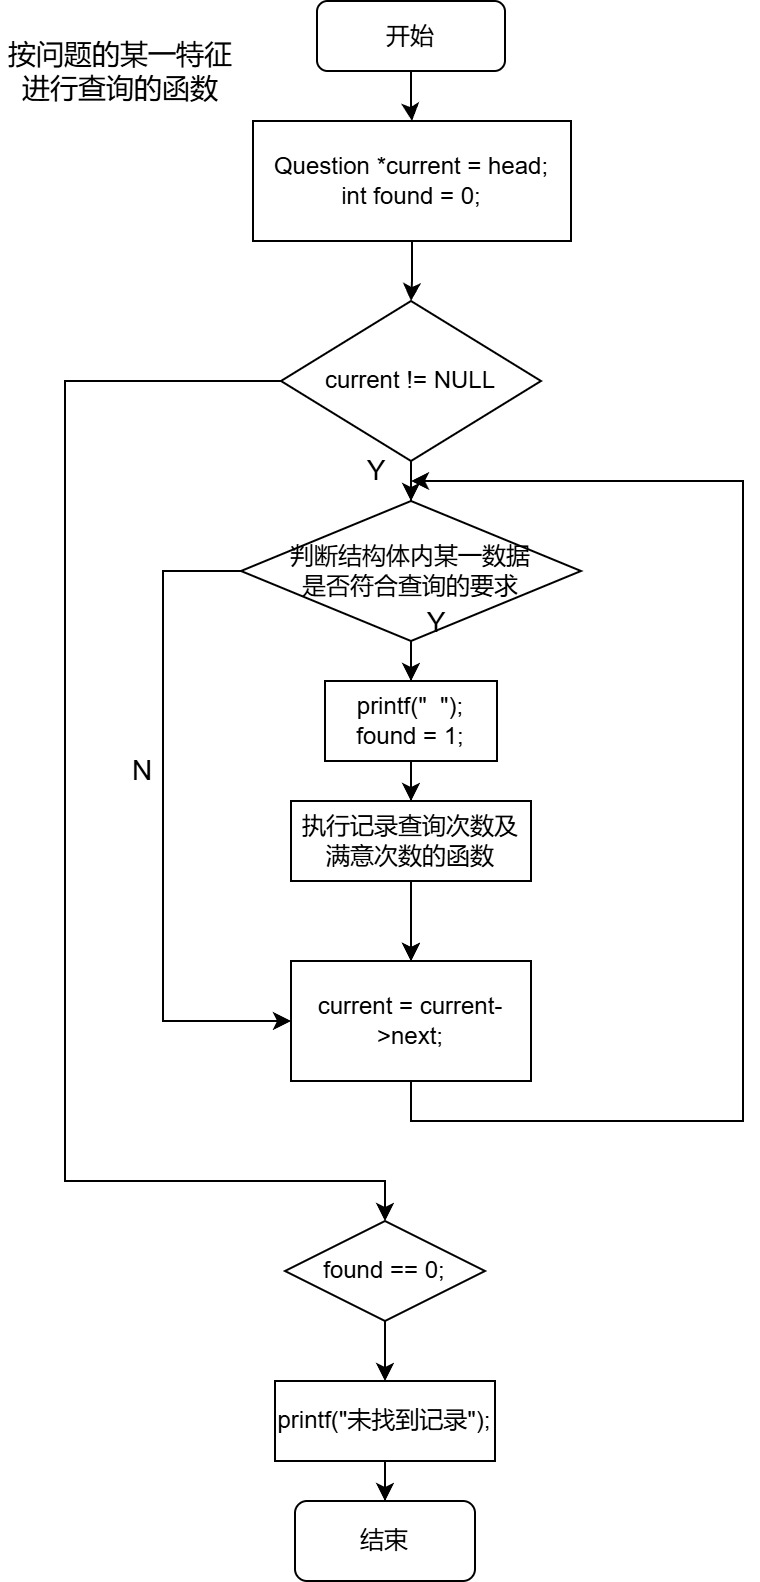 按问题的某一特征
进行查询的函数
开始
Question *current = head;
int found = 0;
current != NULL
Y
判断结构体内某一数据
是否符合查询的要求
Y
printf("  ");
found = 1;
N
执行记录查询次数及
满意次数的函数
current = current-
>next;
found == 0;
printf("未找到记录");
结束